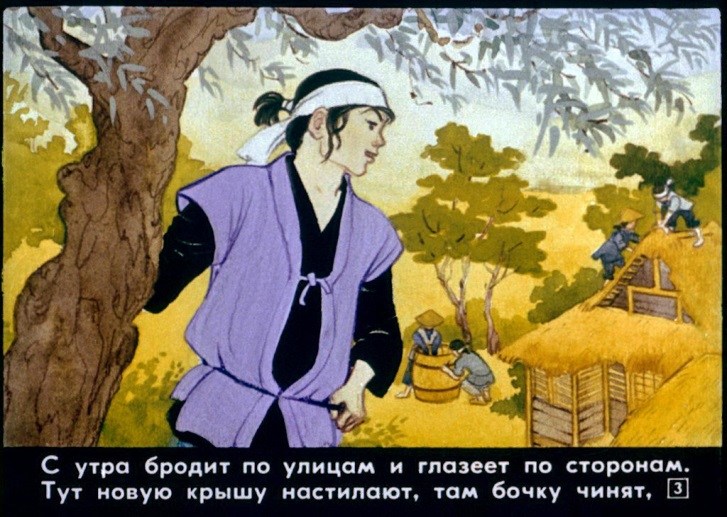 С утра бродит по улицам и глазеет по сторонам.
Тут новую крышу настилают, там бочку чинят, 3